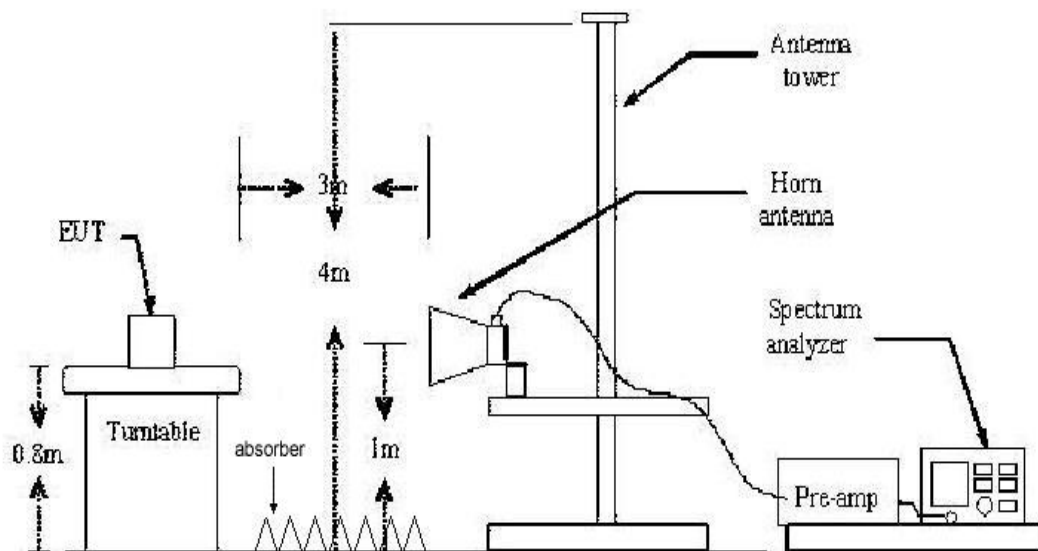 Antenna
tower
3m
Horn
antenna
EUT
4m
Spectrum
analyzer
Turntable
0.8m
absorber
1m
Pre-amp